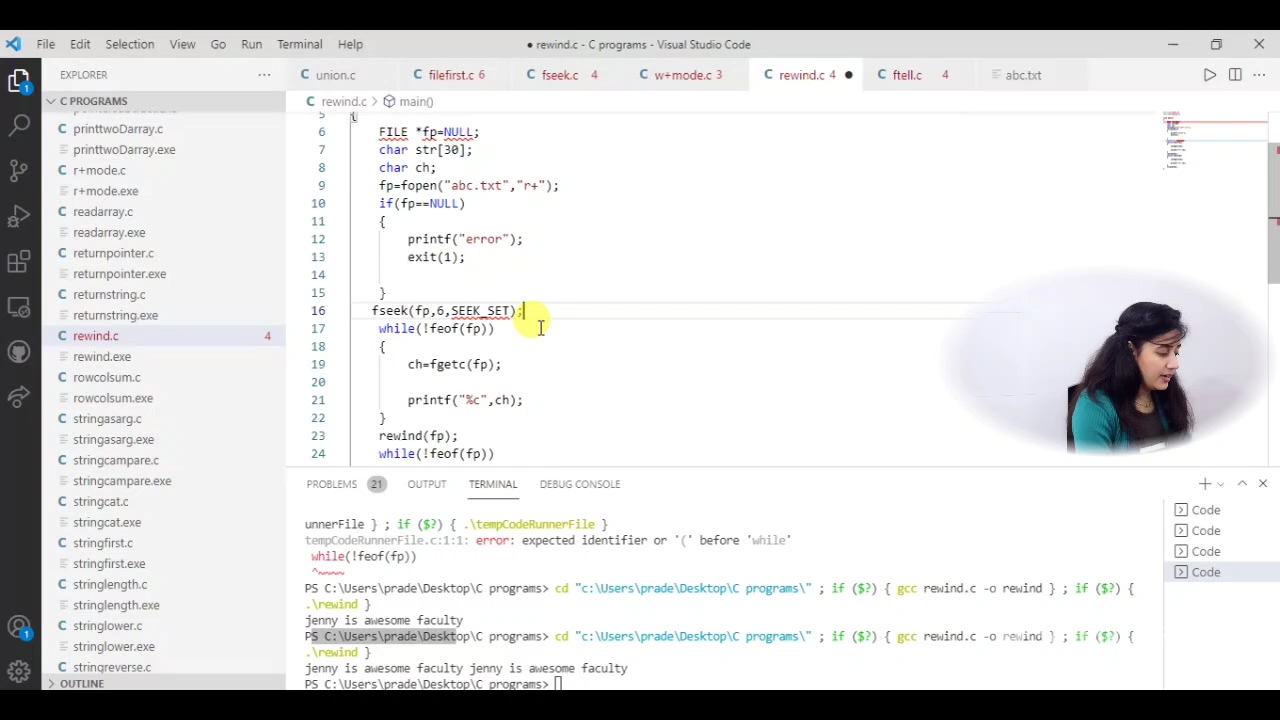 File Edit Selection View Go Run Terminal Help
● rewind.c - C programs - Visual Studio Code
EXPLORER
C union.c C filefirst.c 6 C fseek.c 4 C w+mode.c 3 C rewind.c 4 ● C ftell.c 4 abc.txt
C PROGRAMS
printtwoDarray.c
printtwoDarray.exe
r+mode.c
r+mode.exe
readarray.c
readarray.exe
returnpointer.c
returnpointer.exe
returnstring.c
returnstring.exe
rewind.c 4
rewind.exe
rowcolsum.c
rowcolsum.exe
stringasarg.c
stringasarg.exe
stringcampare.c
stringcampare.exe
stringcat.c
stringcat.exe
stringfirst.c
stringfirst.exe
stringlength.c
stringlength.exe
stringlower.c
stringlower.exe
stringreverse.c
OUTLINE
C rewind.c > main()
5 {
6 FILE *fp=NULL;
7 char str[30];
8 char ch;
9 fp=fopen("abc.txt","r+");
10 if(fp==NULL)
11 {
12 printf("error");
13 exit(1);
14
15 }
16 fseek(fp,6,SEEK_SET);
17 while(!feof(fp))
18 {
19 ch=fgetc(fp);
20
21 printf("%c",ch);
22 }
23 rewind(fp);
24 while(!feof(fp))
PROBLEMS 21 OUTPUT TERMINAL DEBUG CONSOLE
unnerFile } ; if ($?) { .\tempCodeRunnerFile }
tempCodeRunnerFile.c:1:1: error: expected identifier or '(' before 'while'
while(!feof(fp))
^~~~~
PS C:\Users\prade\Desktop\C programs> cd "c:\Users\prade\Desktop\C programs\" ; if ($?) { gcc rewind.c -o rewind } ; if ($?) {
.\rewind }
jenny is awesome faculty
PS C:\Users\prade\Desktop\C programs> cd "c:\Users\prade\Desktop\C programs\" ; if ($?) { gcc rewind.c -o rewind } ; if ($?) {
.\rewind }
jenny is awesome faculty jenny is awesome faculty
PS C:\Users\prade\Desktop\C programs>
Code
Code
Code
Code
1
1